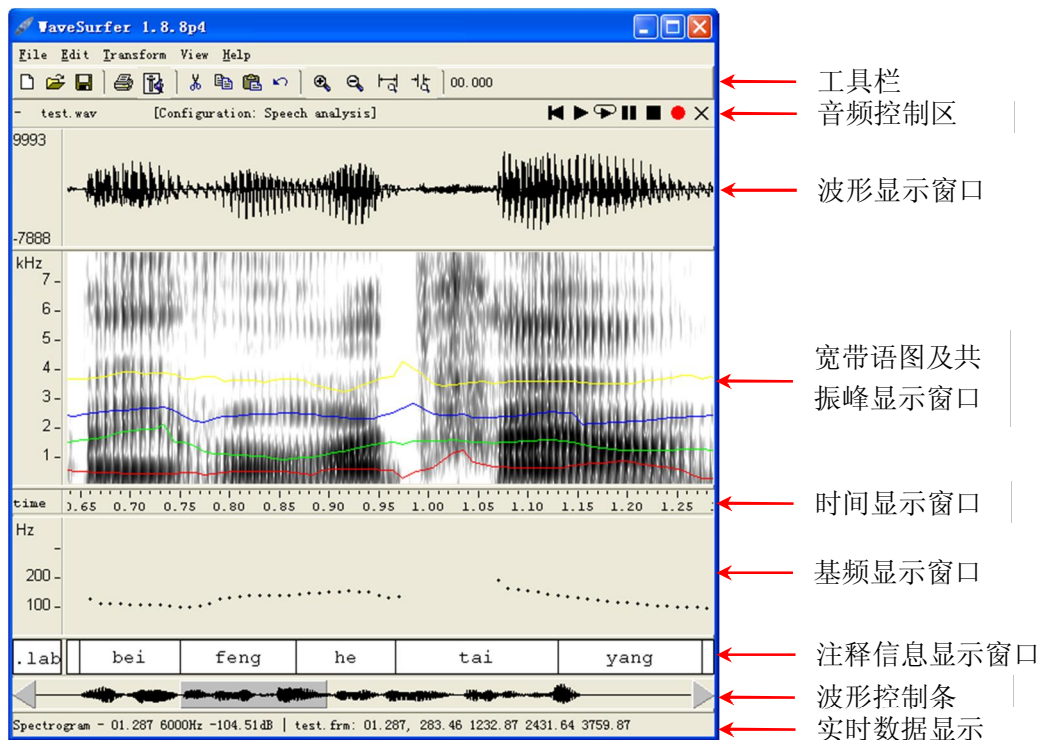 WaveSurfer 1.8.8p4
File Edit Transform View Help
00.000
工具栏
- test.wav [Configuration: Speech analysis]
音频控制区
9993
波形显示窗口
-7888
kHz
7
6
5
4
3
2
1
宽带语图及共
振峰显示窗口
time 0.65 0.70 0.75 0.80 0.85 0.90 0.95 1.00 1.05 1.10 1.15 1.20 1.25
时间显示窗口
Hz
200
100
基频显示窗口
.lab bei feng he tai yang
注释信息显示窗口
波形控制条
Spectrogram - 01.287 6000Hz -104.51dB | test.frm: 01.287, 283.46 1232.87 2431.64 3759.87
实时数据显示